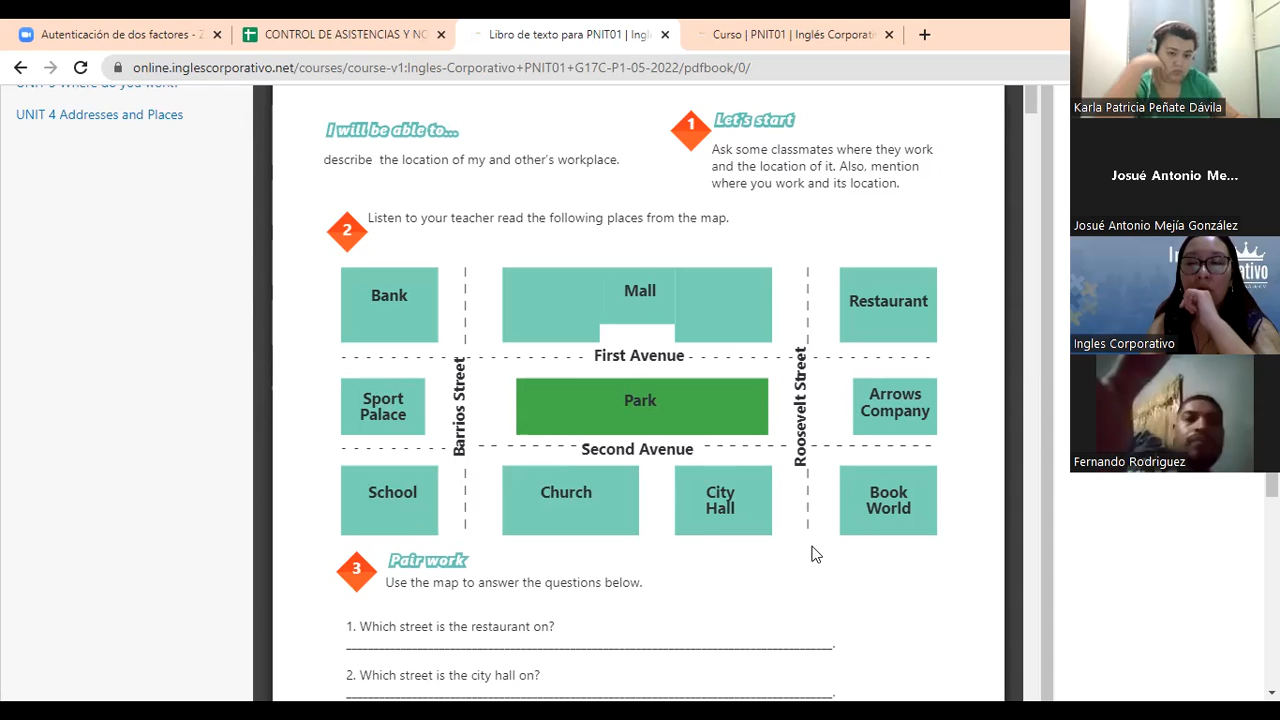 Autenticación de dos factores - Z
CONTROL DE ASISTENCIAS Y NO
Libro de texto para PNIT01 | Ingl
Curso | PNIT01 | Inglés Corporati
online.inglescorporativo.net/courses/course-v1:Ingles-Corporativo+PNIT01+G17C-P1-05-2022/pdfbook/0/
UNIT 4 Addresses and Places
I will be able to...
describe the location of my and other's workplace.
1
Let's start
Ask some classmates where they work
and the location of it. Also, mention
where you work and its location.
2
Listen to your teacher read the following places from the map.
Bank
Mall
Restaurant
First Avenue
Sport
Palace
Barrios Street
Park
Roosevelt Street
Arrows
Company
Second Avenue
School
Church
City
Hall
Book
World
3
Pair work
Use the map to answer the questions below.
1. Which street is the restaurant on?
2. Which street is the city hall on?
Karla Patricia Peñate Dávila
Josué Antonio Me...
Josué Antonio Mejía González
Ingles Corporativo
Fernando Rodriguez